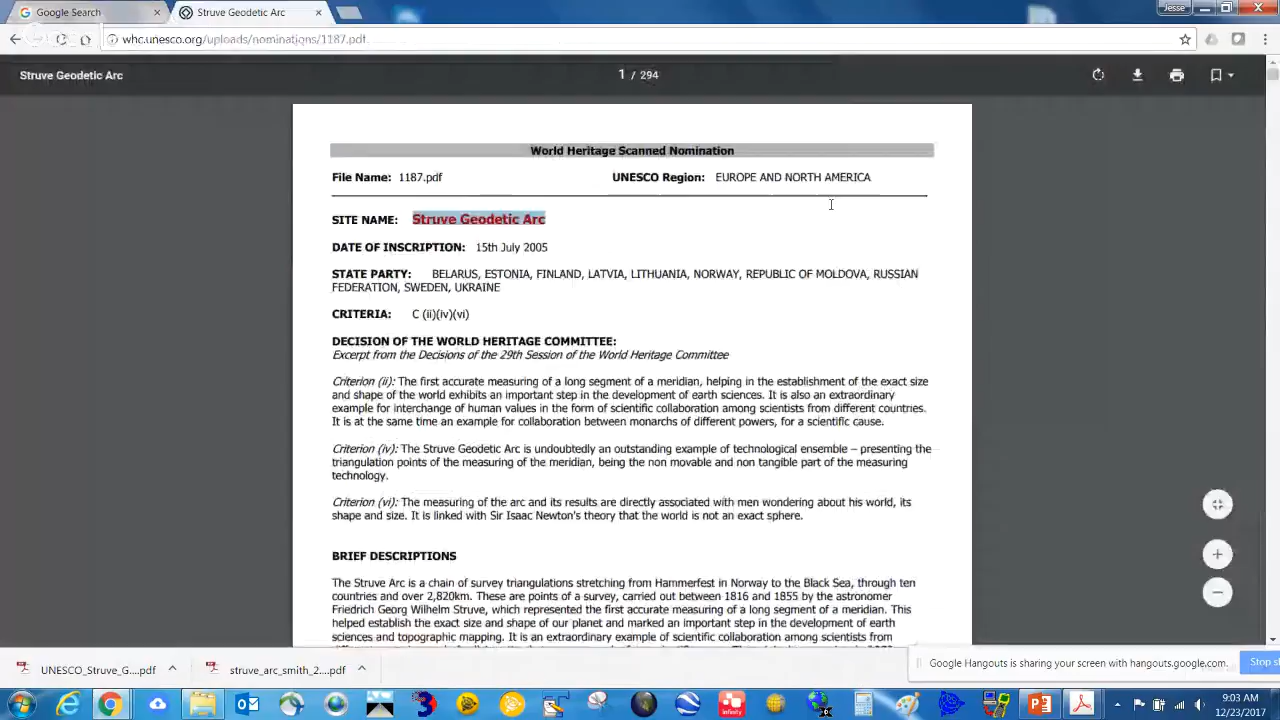 Google Search
Struve Geodetic Arc
Jesse
whc.unesco.org/uploads/nominations/1187.pdf
Struve Geodetic Arc
1 / 294
World Heritage Scanned Nomination
File Name: 1187.pdf UNESCO Region: EUROPE AND NORTH AMERICA
SITE NAME: Struve Geodetic Arc
DATE OF INSCRIPTION: 15th July 2005
STATE PARTY: BELARUS, ESTONIA, FINLAND, LATVIA, LITHUANIA, NORWAY, REPUBLIC OF MOLDOVA, RUSSIAN
FEDERATION, SWEDEN, UKRAINE
CRITERIA: C (ii)(iv)(vi)
DECISION OF THE WORLD HERITAGE COMMITTEE:
Excerpt from the Decisions of the 29th Session of the World Heritage Committee
Criterion (ii): The first accurate measuring of a long segment of a meridian, helping in the establishment of the exact size
and shape of the world exhibits an important step in the development of earth sciences. It is also an extraordinary
example for interchange of human values in the form of scientific collaboration among scientists from different countries.
It is at the same time an example for collaboration between monarchs of different powers, for a scientific cause.
Criterion (iv): The Struve Geodetic Arc is undoubtedly an outstanding example of technological ensemble – presenting the
triangulation points of the measuring of the meridian, being the non movable and non tangible part of the measuring
technology.
Criterion (vi): The measuring of the arc and its results are directly associated with men wondering about his world, its
shape and size. It is linked with Sir Isaac Newton's theory that the world is not an exact sphere.
BRIEF DESCRIPTIONS
The Struve Arc is a chain of survey triangulations stretching from Hammerfest in Norway to the Black Sea, through ten
countries and over 2,820km. These are points of a survey, carried out between 1816 and 1855 by the astronomer
Friedrich Georg Wilhelm Struve, which represented the first accurate measuring of a long segment of a meridian. This
helped establish the exact size and shape of our planet and marked an important step in the development of earth
sciences and topographic mapping. It is an extraordinary example of scientific collaboration among scientists from
UNESCO_Struve_G....pdf
struve_arc_smith_2....pdf
Google Hangouts is sharing your screen with hangouts.google.com.
Stop s
Infinity
9:03 AM
12/23/2017